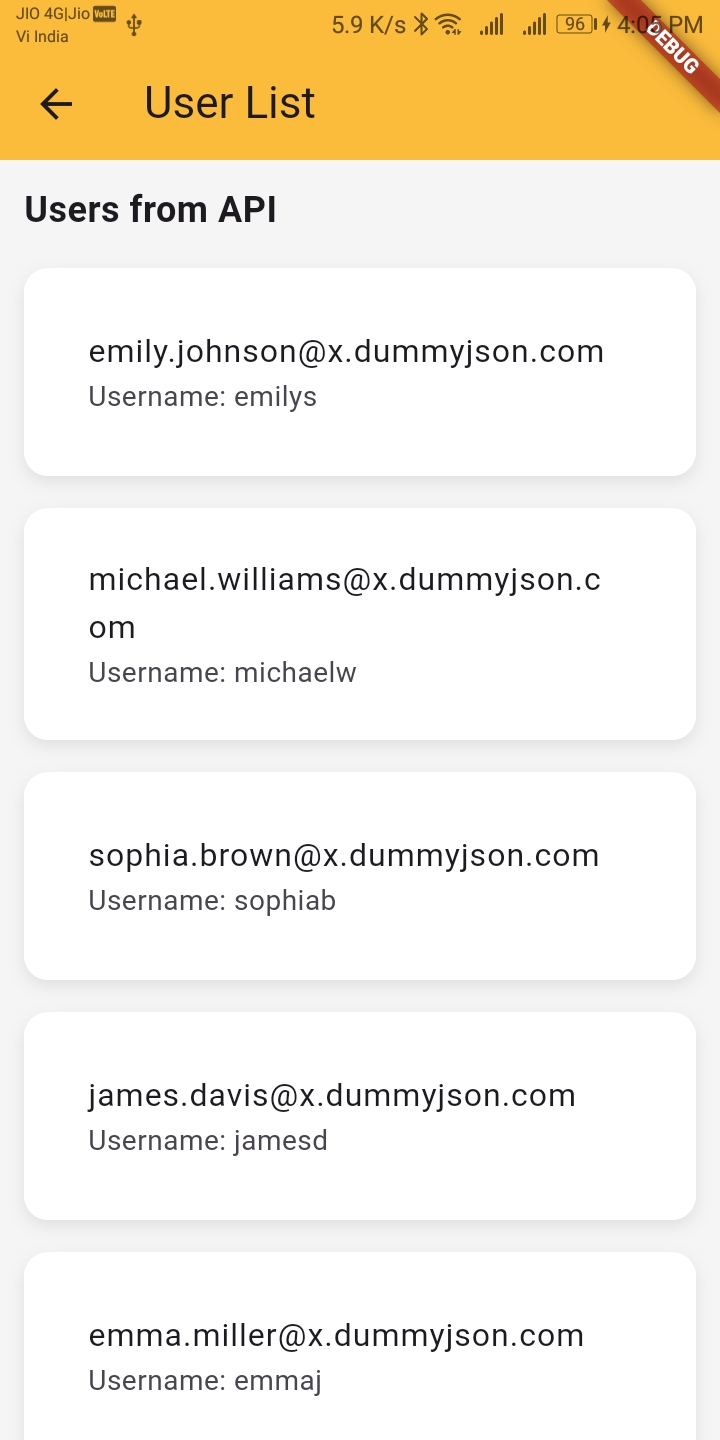 JIO 4G|Jio VoLTE
Vi India
5.9 K/s 96 4:05 PM
DEBUG
User List
Users from API
emily.johnson@x.dummyjson.com
Username: emilys
michael.williams@x.dummyjson.c
om
Username: michaelw
sophia.brown@x.dummyjson.com
Username: sophiab
james.davis@x.dummyjson.com
Username: jamesd
emma.miller@x.dummyjson.com
Username: emmaj